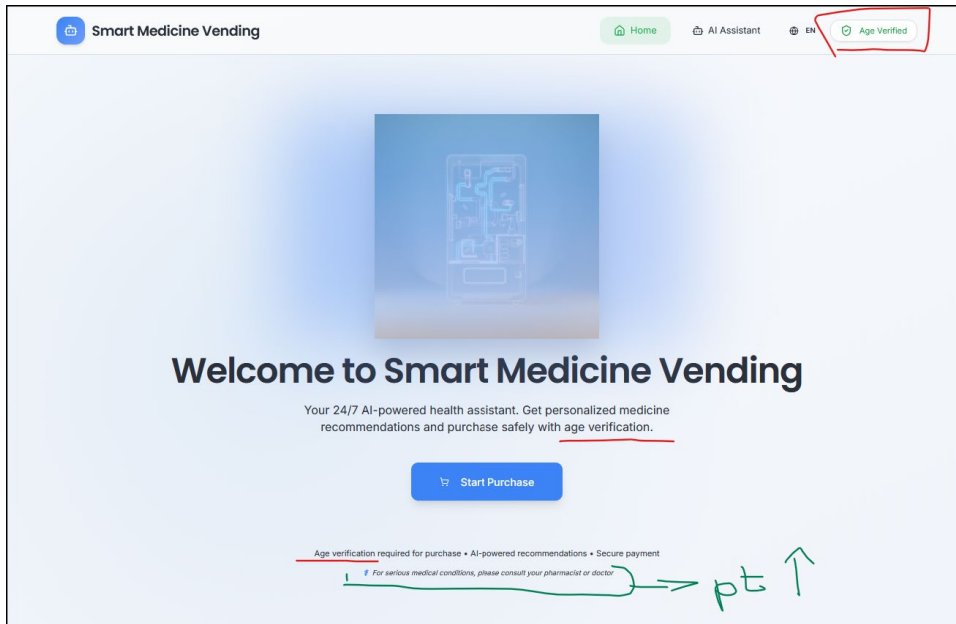 Smart Medicine Vending
Home
AI Assistant
EN
Age Verified
Welcome to Smart Medicine Vending
Your 24/7 AI-powered health assistant. Get personalized medicine
recommendations and purchase safely with age verification.
Start Purchase
Age verification required for purchase • AI-powered recommendations • Secure payment
For serious medical conditions, please consult your pharmacist or doctor
→ pt ↑